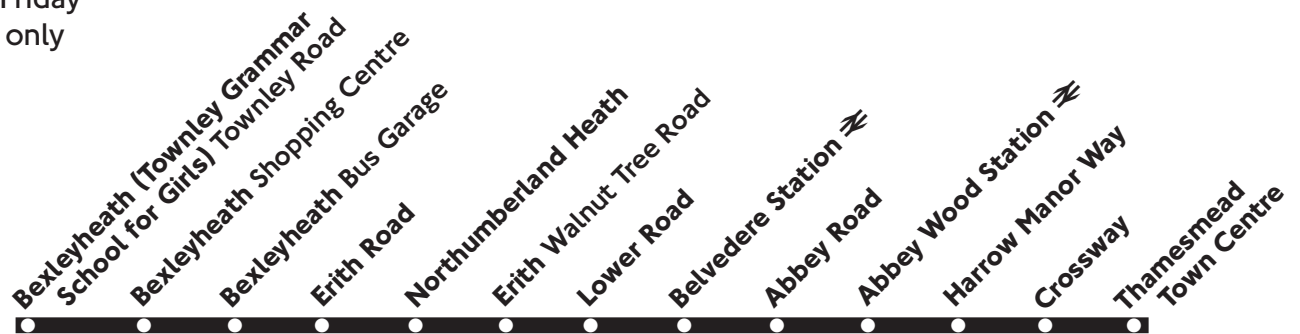 Friday
only
Bexleyheath (Townley Grammar
School for Girls) Townley Road
Bexleyheath Shopping Centre
Bexleyheath Bus Garage
Erith Road
Northumberland Heath
Erith Walnut Tree Road
Lower Road
Belvedere Station
Abbey Road
Abbey Wood Station
Harrow Manor Way
Crossway
Thamesmead
Town Centre